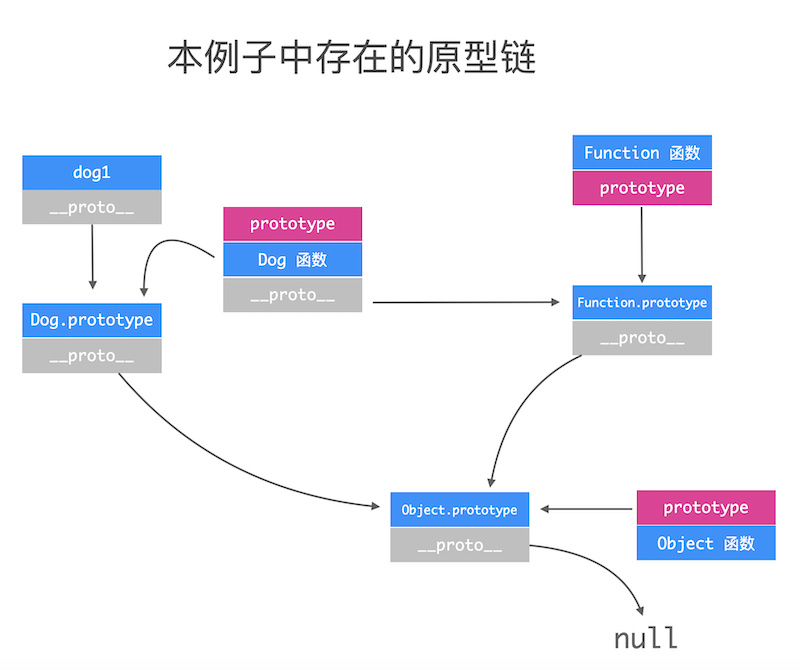 本例子中存在的原型链
dog1
__proto__
prototype
Dog 函数
__proto__
Function 函数
prototype
Dog.prototype
__proto__
Function.prototype
__proto__
Object.prototype
__proto__
prototype
Object 函数
null